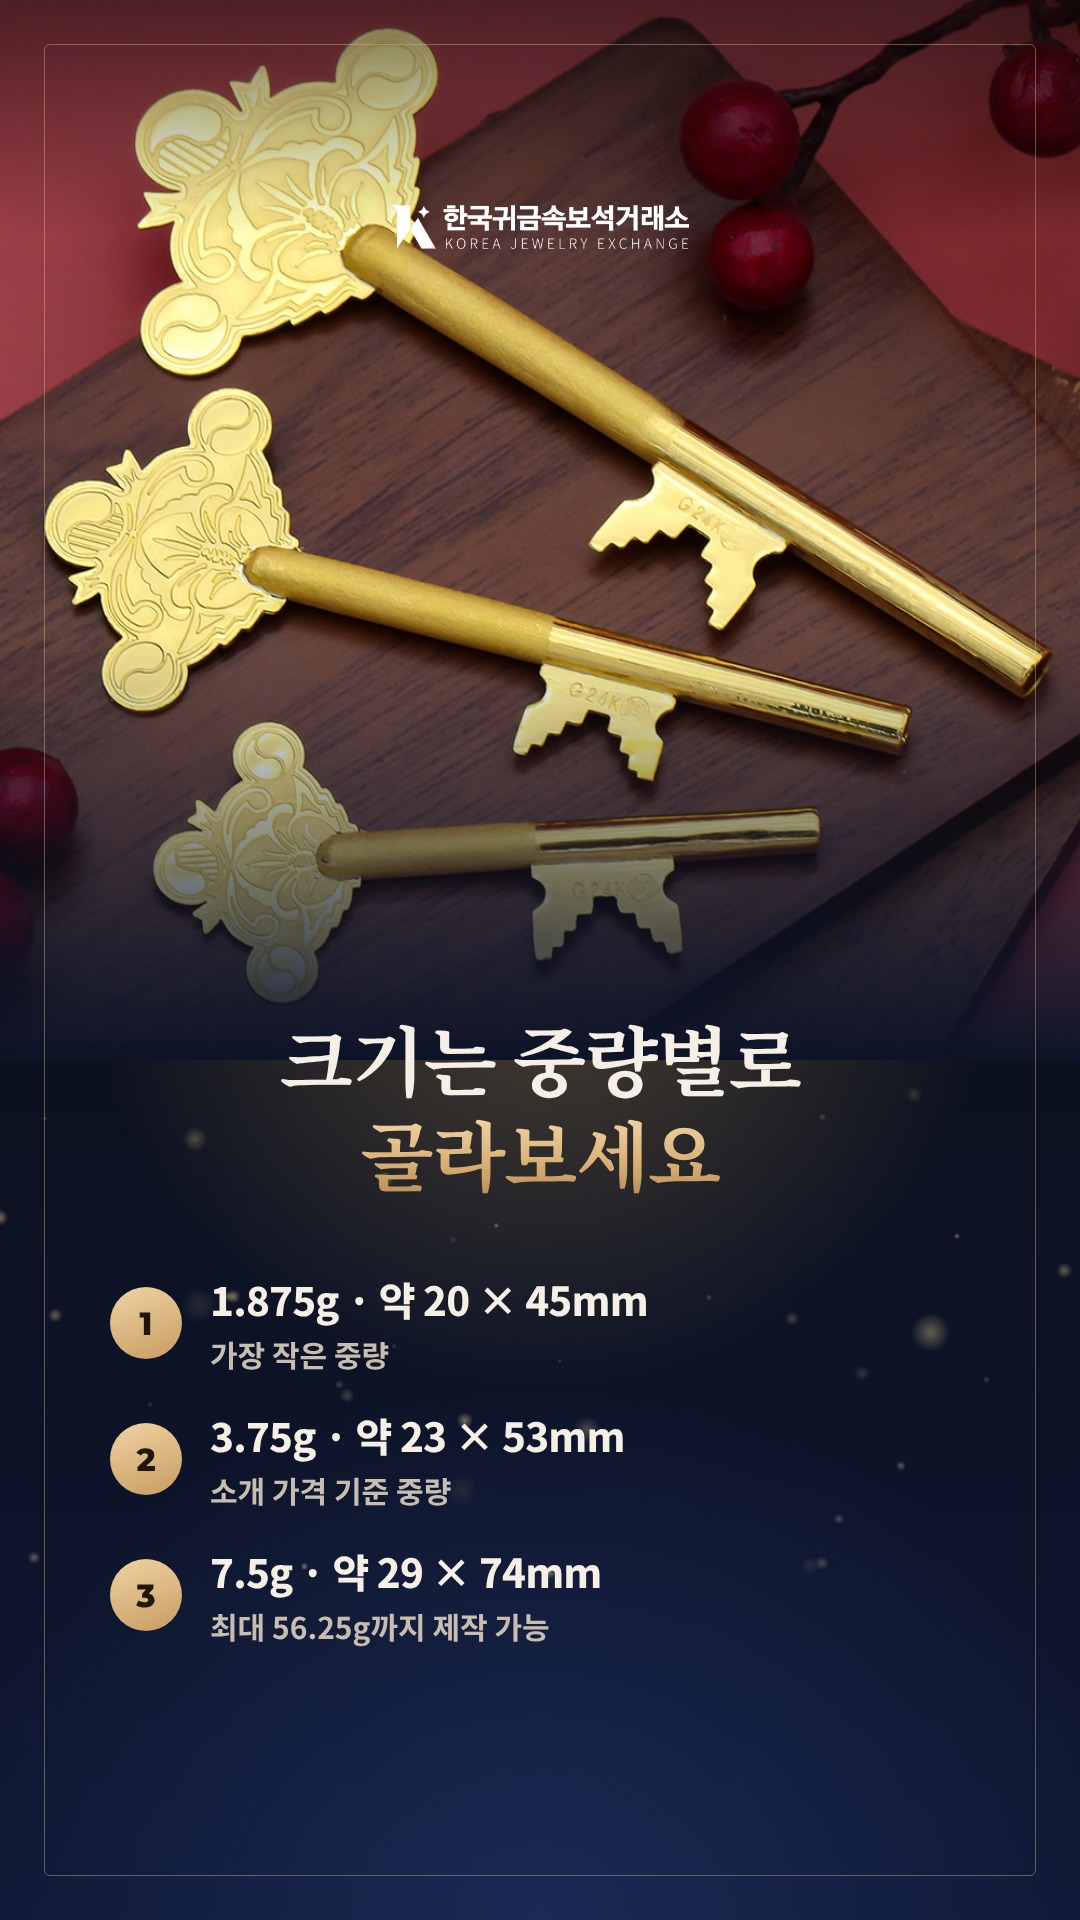 한국귀금속보석거래소
KOREA JEWELRY EXCHANGE
G24K
G24K
G24K
크기는 중량별로
골라보세요
1
1.875g · 약 20 × 45mm
가장 작은 중량
2
3.75g · 약 23 × 53mm
소개 가격 기준 중량
3
7.5g · 약 29 × 74mm
최대 56.25g까지 제작 가능